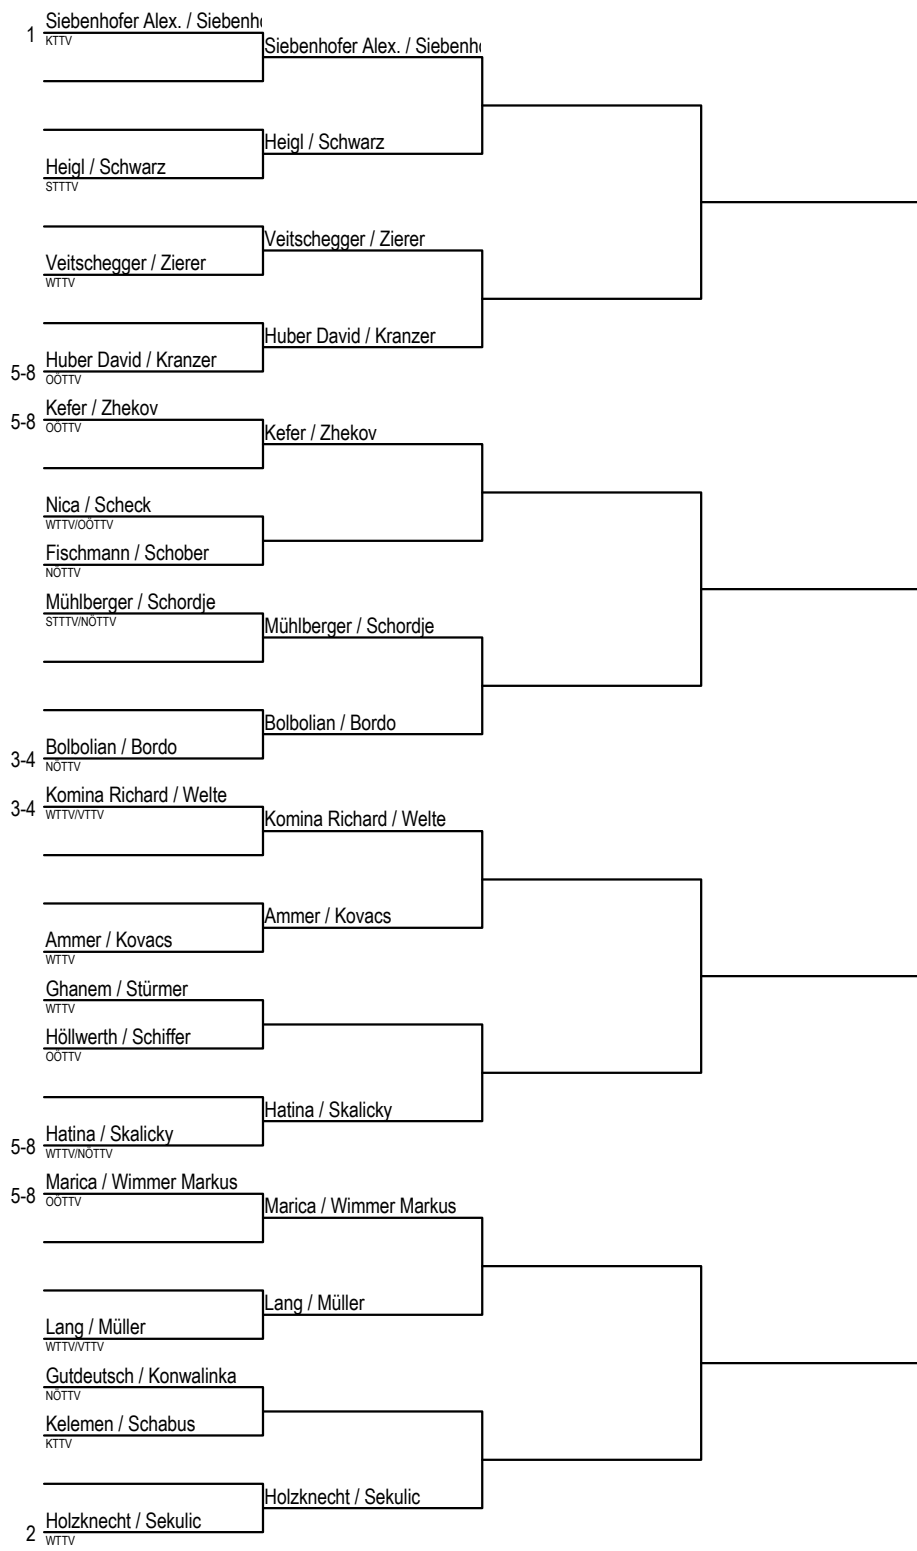 Siebenhofer Alex. / Siebenh
1
KTTV
Siebenhofer Alex. / Siebenh
Heigl / Schwarz
Heigl / Schwarz
STTTV
Veitschegger / Zierer
Veitschegger / Zierer
WTTV
Huber David / Kranzer
Huber David / Kranzer
5-8
OÖTTV
Kefer / Zhekov
5-8
OÖTTV
Kefer / Zhekov
Nica / Scheck
WTTV/OÖTTV
Fischmann / Schober
NÖTTV
Mühlberger / Schordje
STTTV/NÖTTV
Mühlberger / Schordje
Bolbolian / Bordo
Bolbolian / Bordo
3-4
NÖTTV
Komina Richard / Welte
3-4
WTTV/VTTV
Komina Richard / Welte
Ammer / Kovacs
Ammer / Kovacs
WTTV
Ghanem / Stürmer
WTTV
Höllwerth / Schiffer
OÖTTV
Hatina / Skalicky
Hatina / Skalicky
5-8
WTTV/NÖTTV
Marica / Wimmer Markus
5-8
OÖTTV
Marica / Wimmer Markus
Lang / Müller
Lang / Müller
WTTV/VTTV
Gutdeutsch / Konwalinka
NÖTTV
Kelemen / Schabus
KTTV
Holzknecht / Sekulic
Holzknecht / Sekulic
2
WTTV